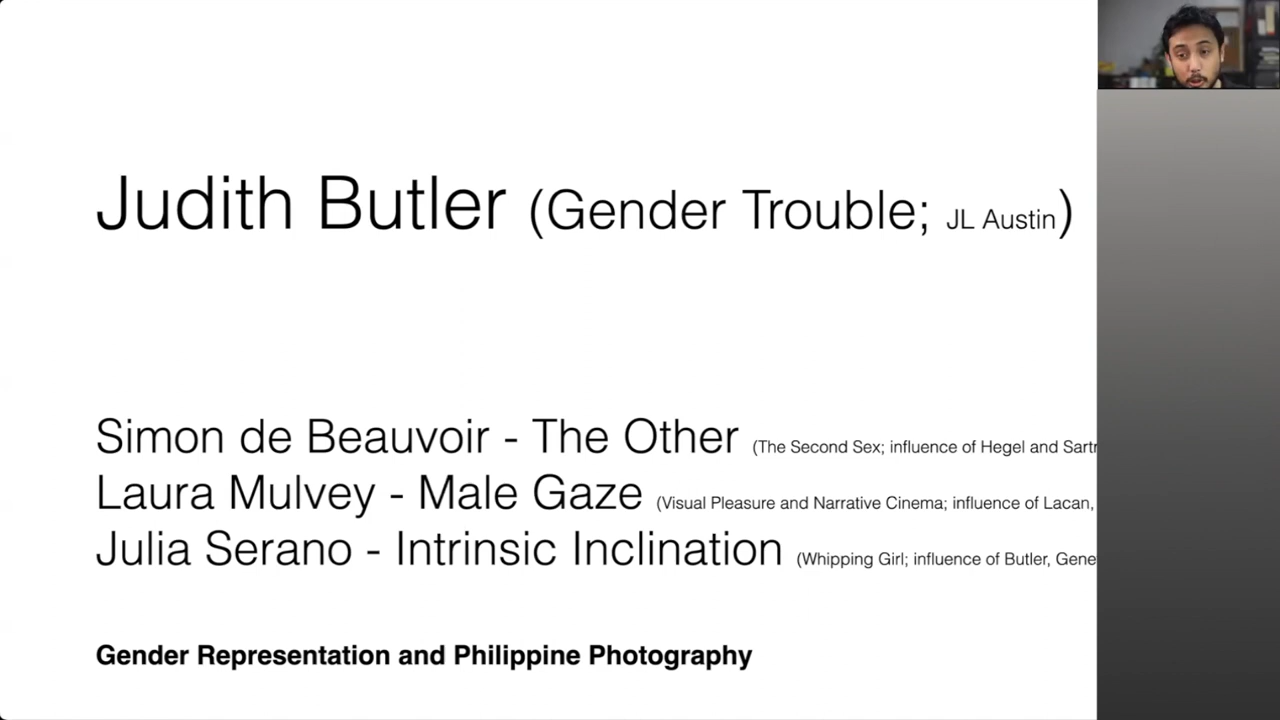 Judith Butler (Gender Trouble; JL Austin)
Simon de Beauvoir - The Other (The Second Sex; influence of Hegel and Sartr
Laura Mulvey - Male Gaze (Visual Pleasure and Narrative Cinema; influence of Lacan,
Julia Serano - Intrinsic Inclination (Whipping Girl; influence of Butler, Gene
Gender Representation and Philippine Photography